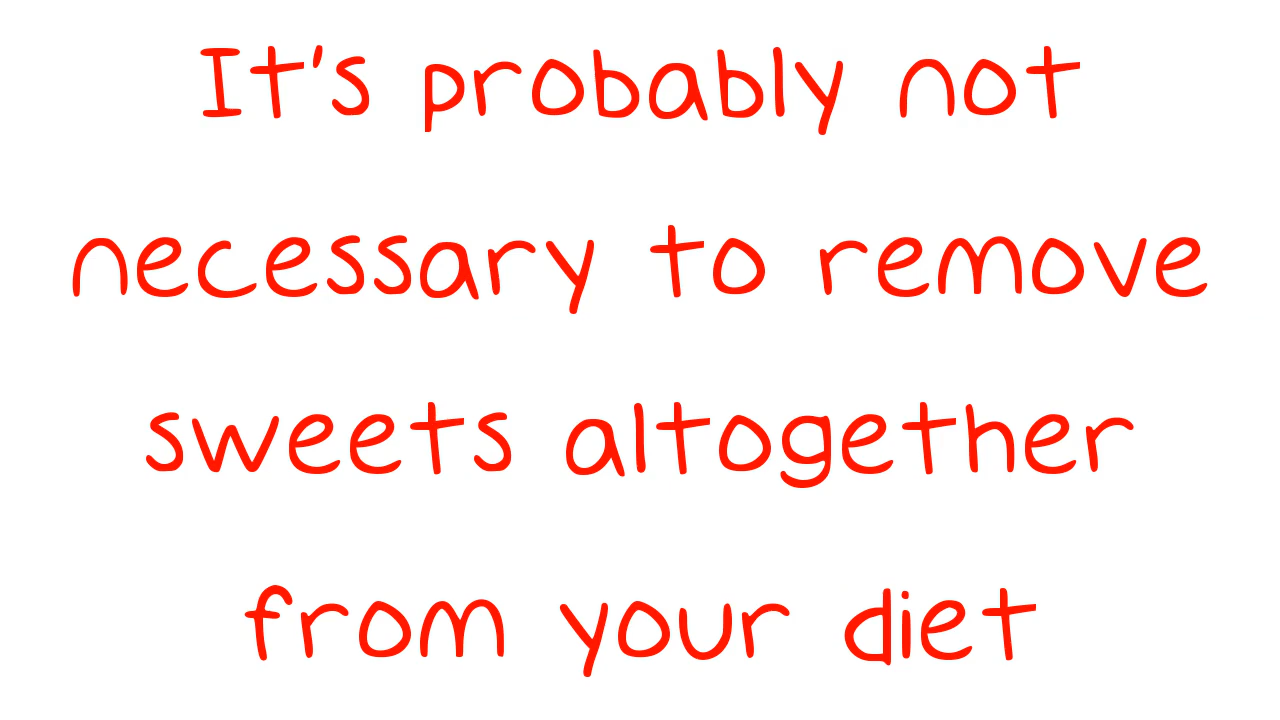 It's probably not
necessary to remove
sweets altogether
from your diet